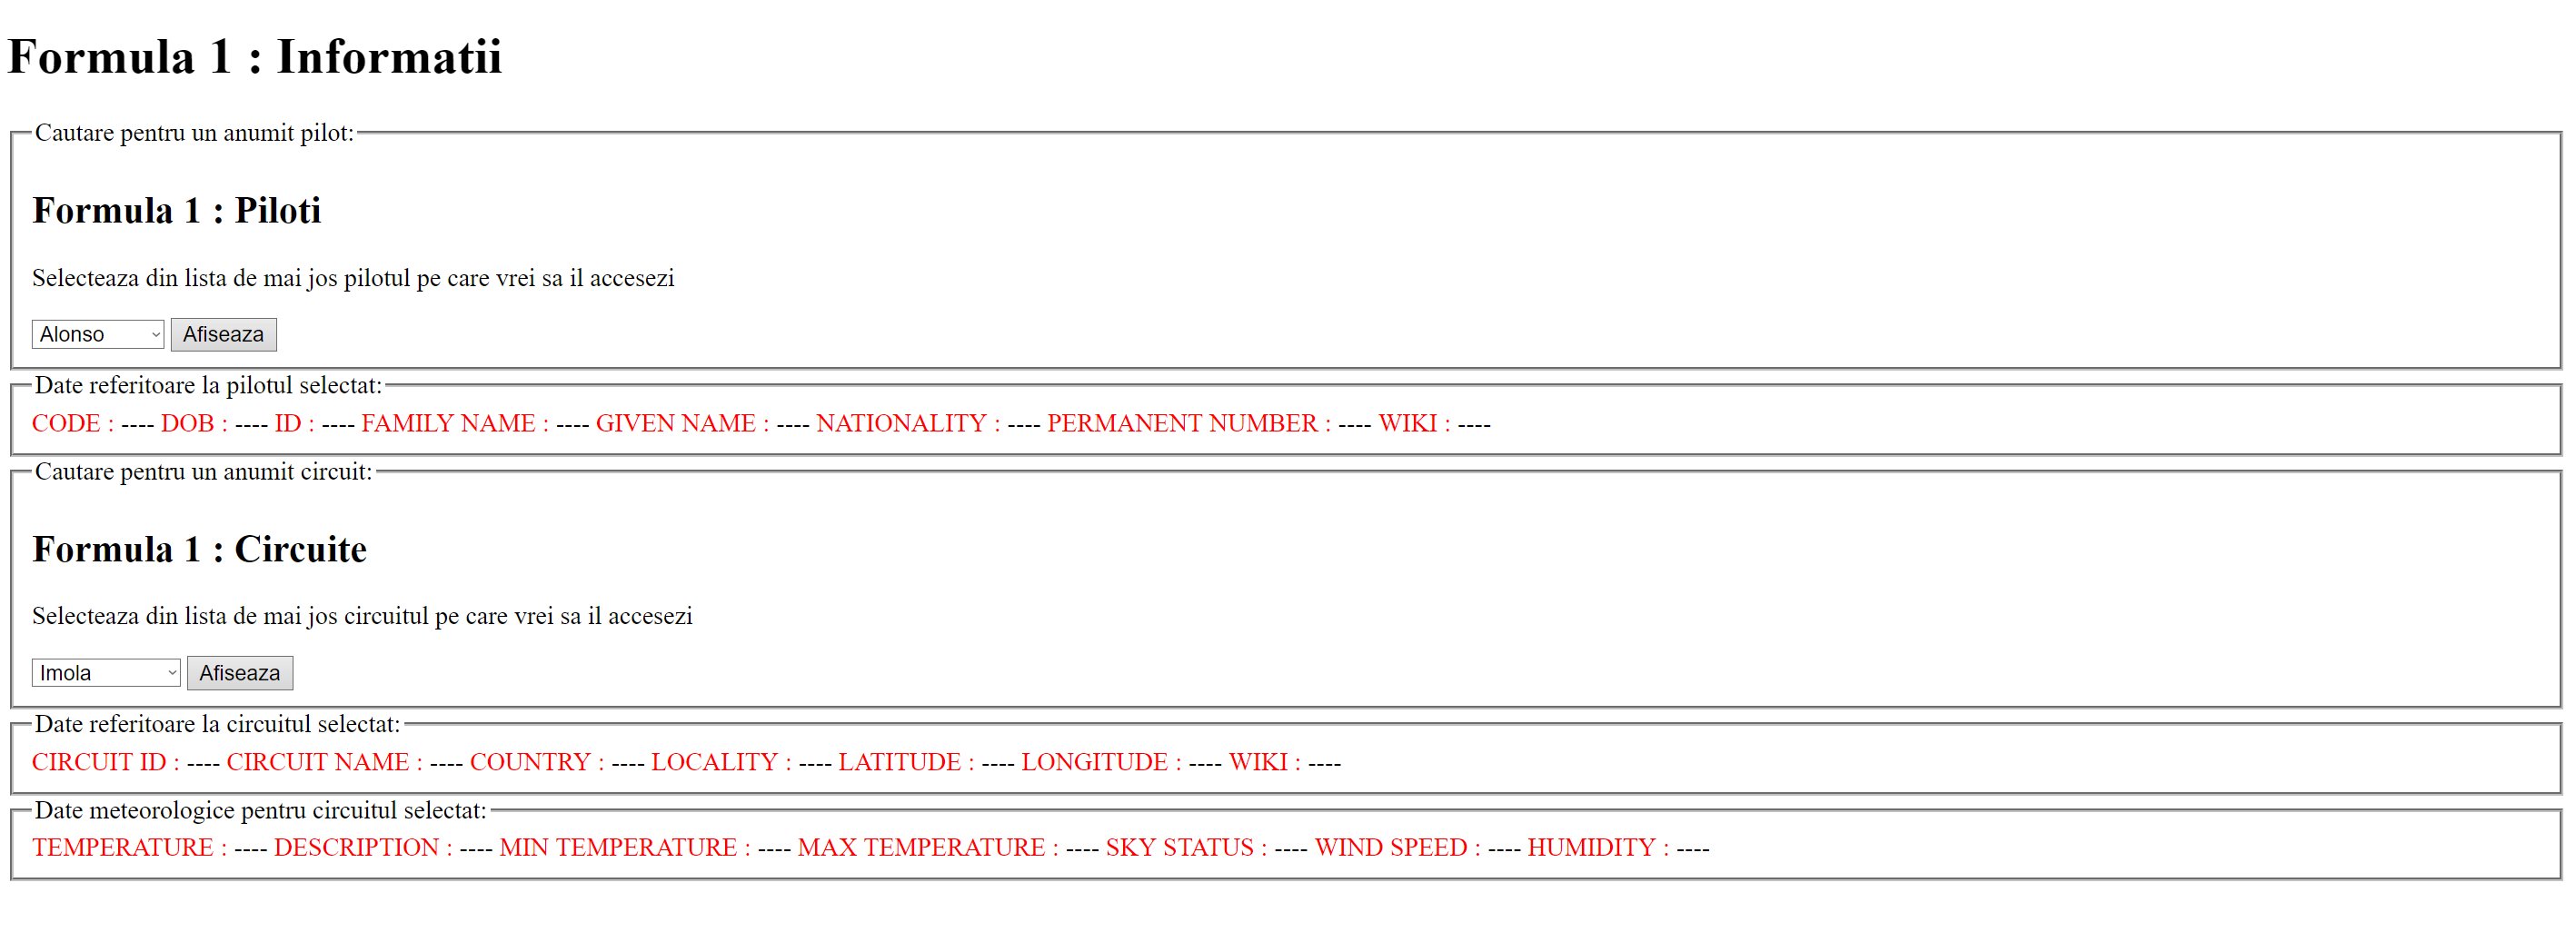 Formula 1 : Informatii
Cautare pentru un anumit pilot:
Formula 1 : Piloti
Selecteaza din lista de mai jos pilotul pe care vrei sa il accesezi
Alonso Afiseaza
Date referitoare la pilotul selectat:
CODE : ---- DOB : ---- ID : ---- FAMILY NAME : ---- GIVEN NAME : ---- NATIONALITY : ---- PERMANENT NUMBER : ---- WIKI : ----
Cautare pentru un anumit circuit:
Formula 1 : Circuite
Selecteaza din lista de mai jos circuitul pe care vrei sa il accesezi
Imola Afiseaza
Date referitoare la circuitul selectat:
CIRCUIT ID : ---- CIRCUIT NAME : ---- COUNTRY : ---- LOCALITY : ---- LATITUDE : ---- LONGITUDE : ---- WIKI : ----
Date meteorologice pentru circuitul selectat:
TEMPERATURE : ---- DESCRIPTION : ---- MIN TEMPERATURE : ---- MAX TEMPERATURE : ---- SKY STATUS : ---- WIND SPEED : ---- HUMIDITY : ----